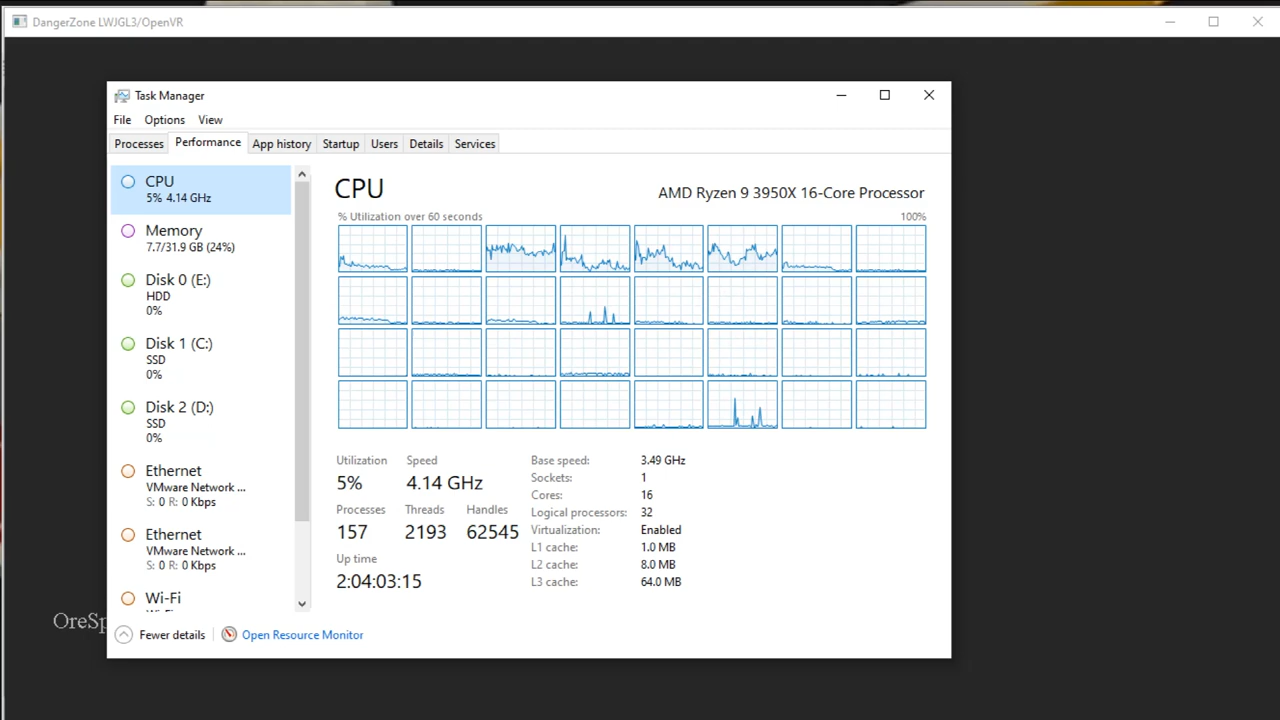 DangerZone LWJGL3/OpenVR
Task Manager
File Options View
Processes Performance App history Startup Users Details Services
CPU
5% 4.14 GHz
Memory
7.7/31.9 GB (24%)
Disk 0 (E:)
HDD
0%
Disk 1 (C:)
SSD
0%
Disk 2 (D:)
SSD
0%
Ethernet
VMware Network ...
S: 0 R: 0 Kbps
Ethernet
VMware Network ...
S: 0 R: 0 Kbps
Wi-Fi
CPU
AMD Ryzen 9 3950X 16-Core Processor
% Utilization over 60 seconds 100%
Utilization Speed
5% 4.14 GHz
Processes Threads Handles
157 2193 62545
Up time
2:04:03:15
Base speed: 3.49 GHz
Sockets: 1
Cores: 16
Logical processors: 32
Virtualization: Enabled
L1 cache: 1.0 MB
L2 cache: 8.0 MB
L3 cache: 64.0 MB
OreSp
Fewer details Open Resource Monitor